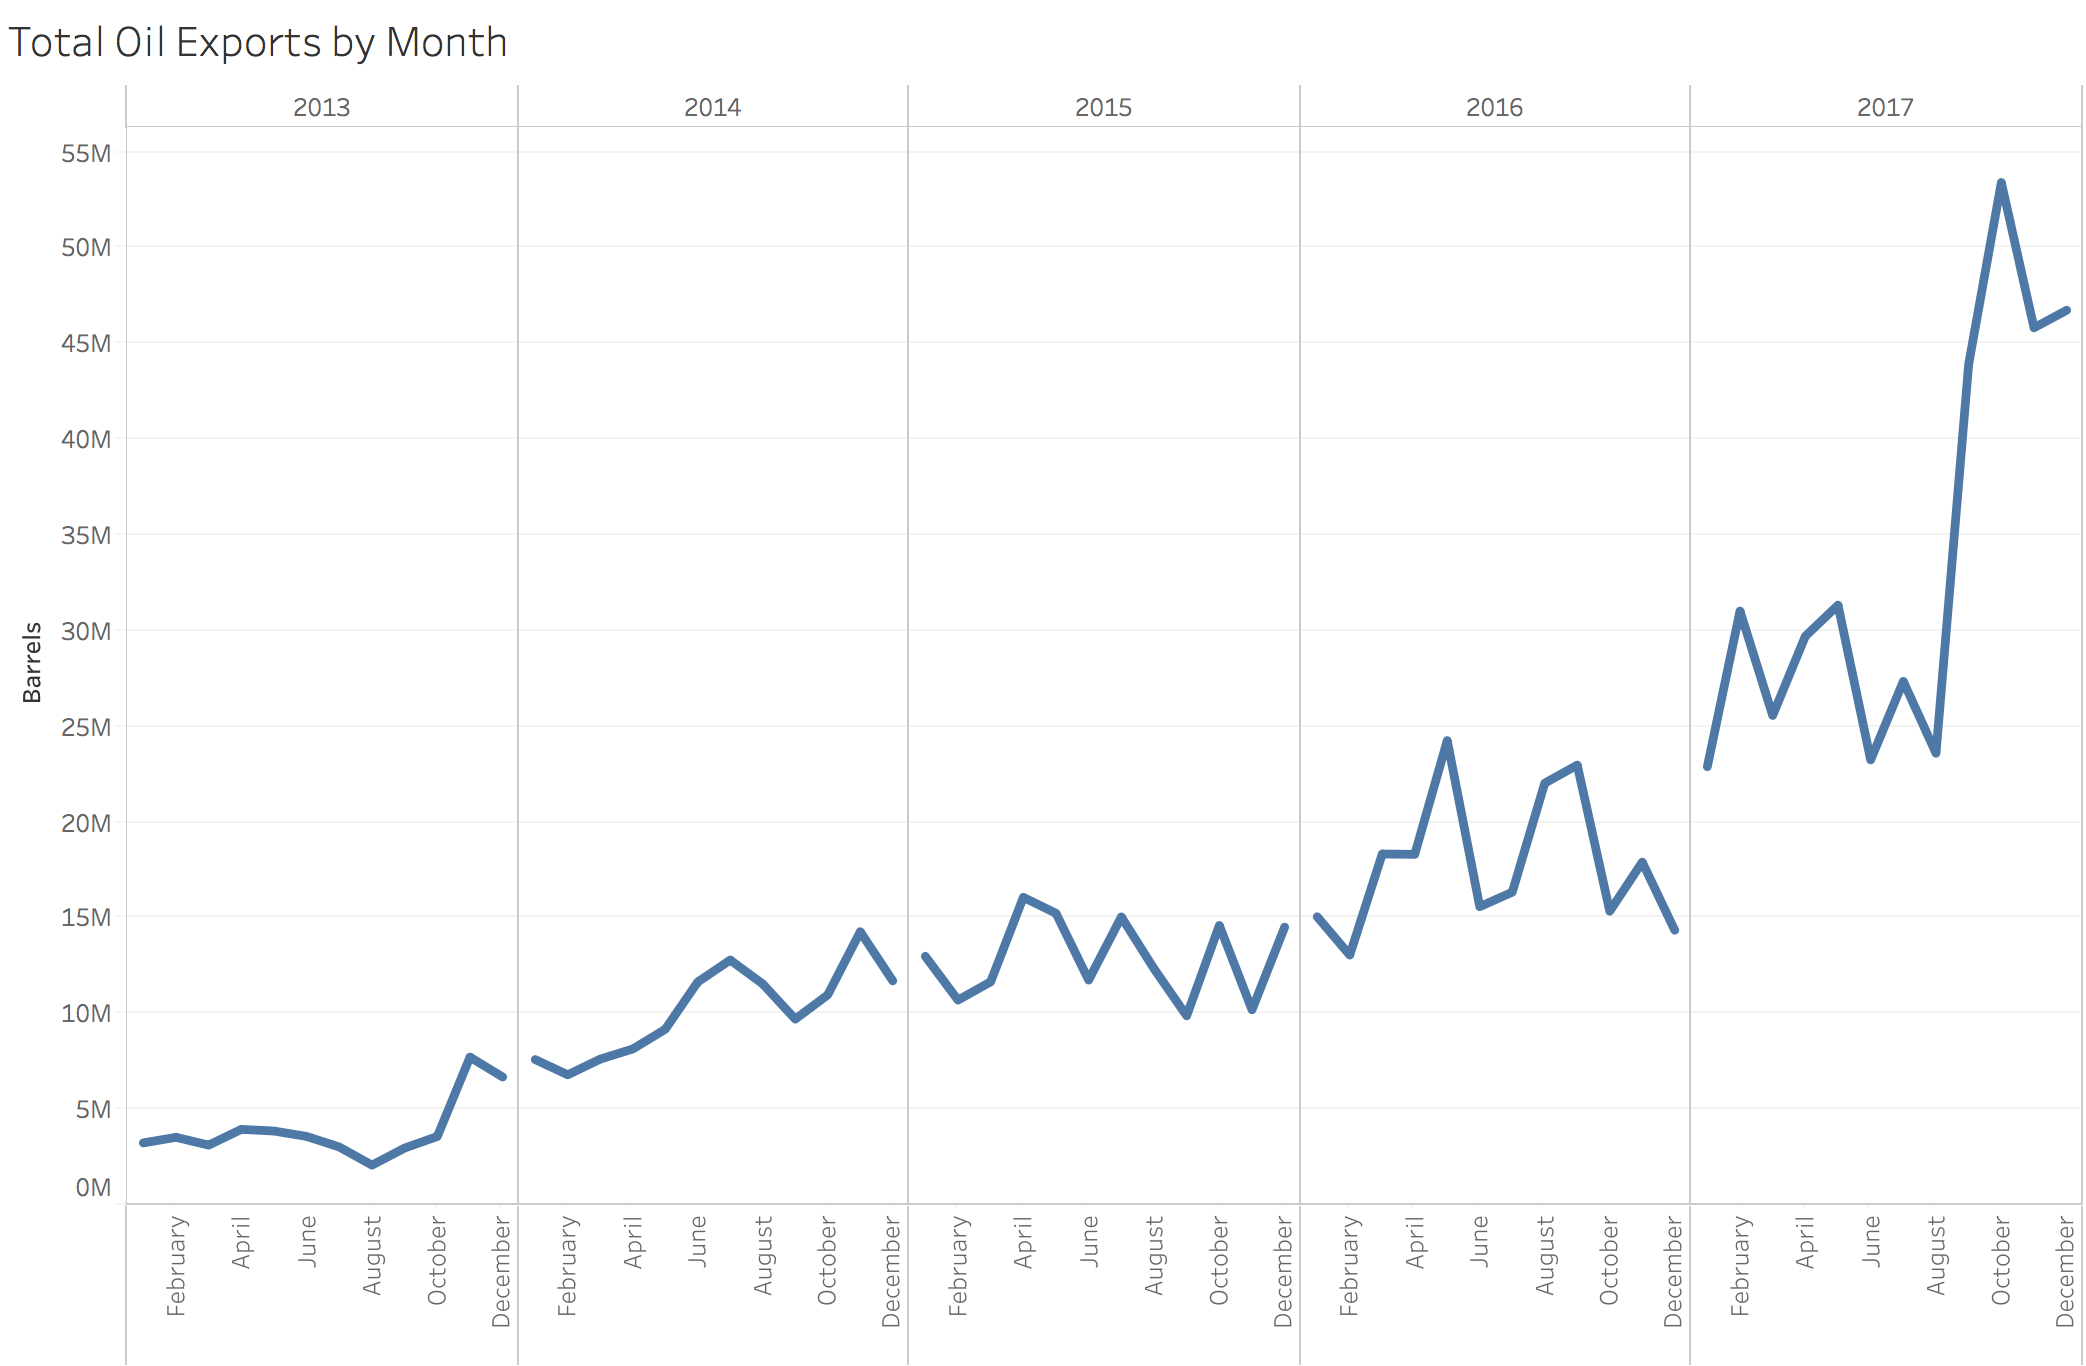 Total Oil Exports by Month
2013 2014 2015 2016 2017
55M
50M
45M
40M
35M
30M
25M
20M
15M
10M
5M
0M
Barrels
February April June August October December February April June August October December February April June August October December February April June August October December February April June August October December